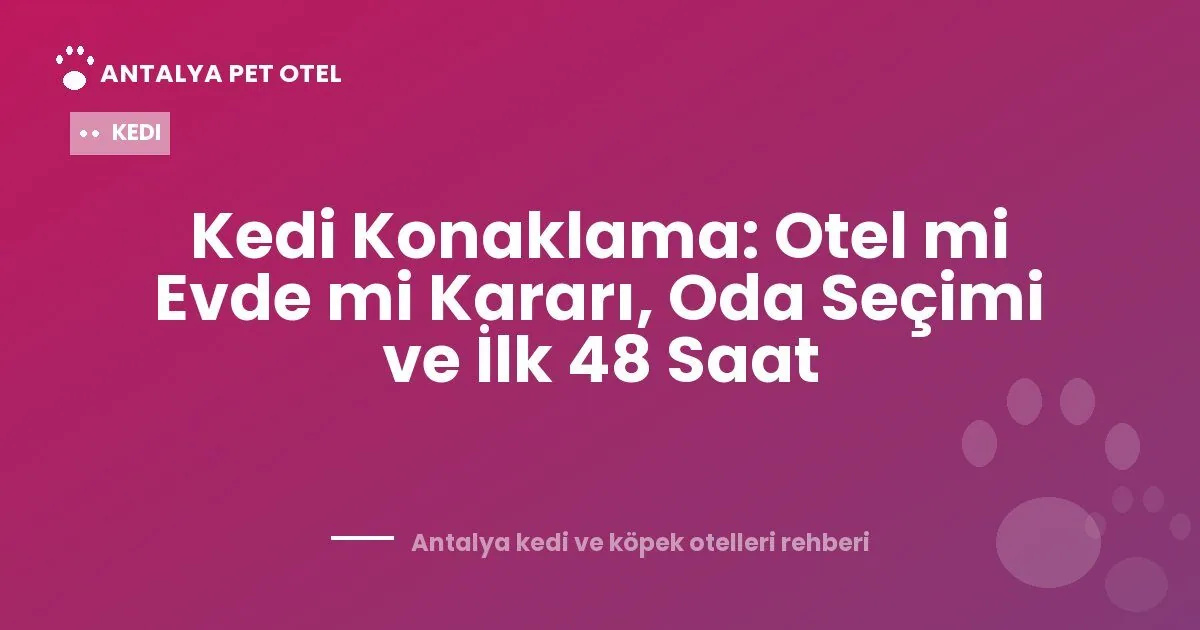 ANTALYA PET OTEL
KEDI
Kedi Konaklama: Otel mi
Evde mi Kararı, Oda Seçimi
ve İlk 48 Saat
Antalya kedi ve köpek otelleri rehberi